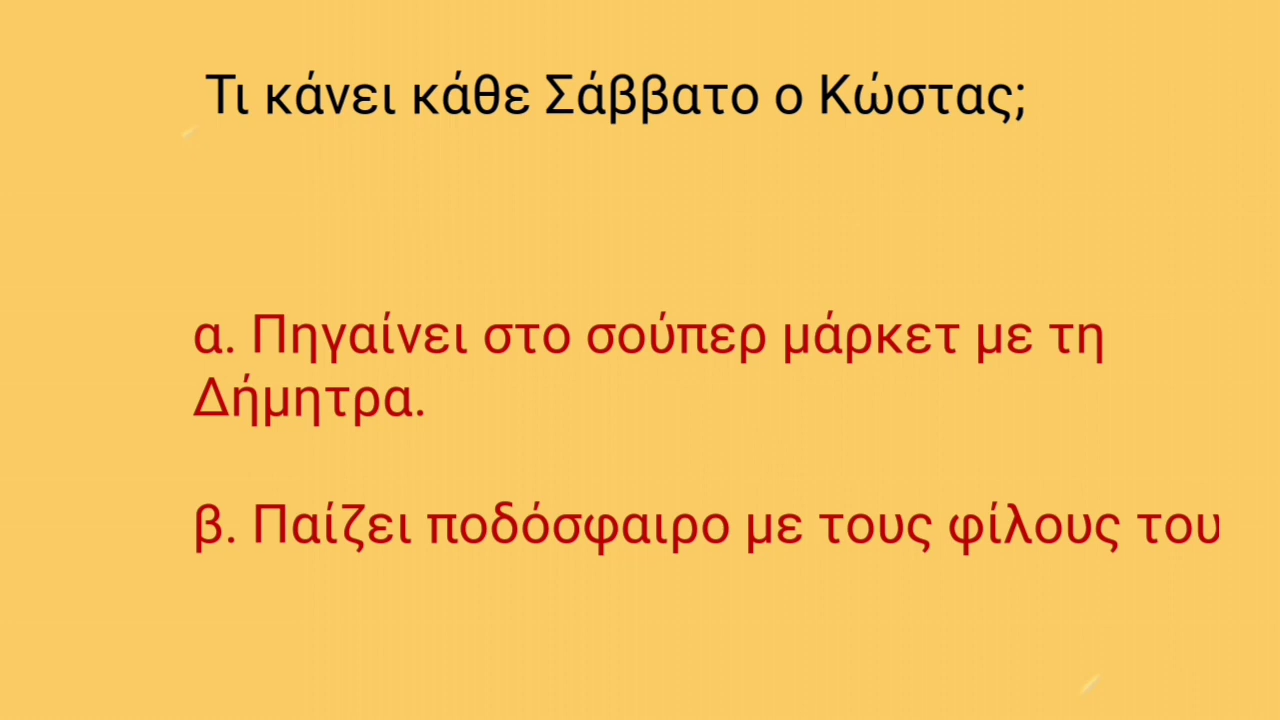 Τι κάνει κάθε Σάββατο ο Κώστας;
α. Πηγαίνει στο σούπερ μάρκετ με τη
Δήμητρα.
β. Παίζει ποδόσφαιρο με τους φίλους του